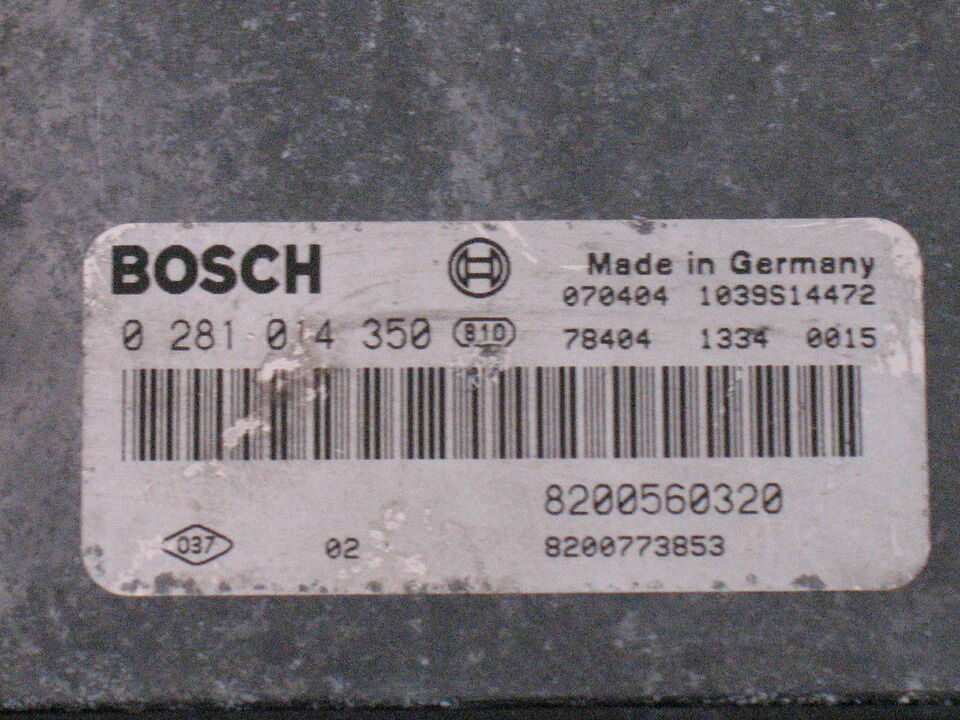 BOSCH
Made in Germany
070404 1039S14472
0 281 014 350 810
78404 1334 0015
8200560320
037 02 8200773853